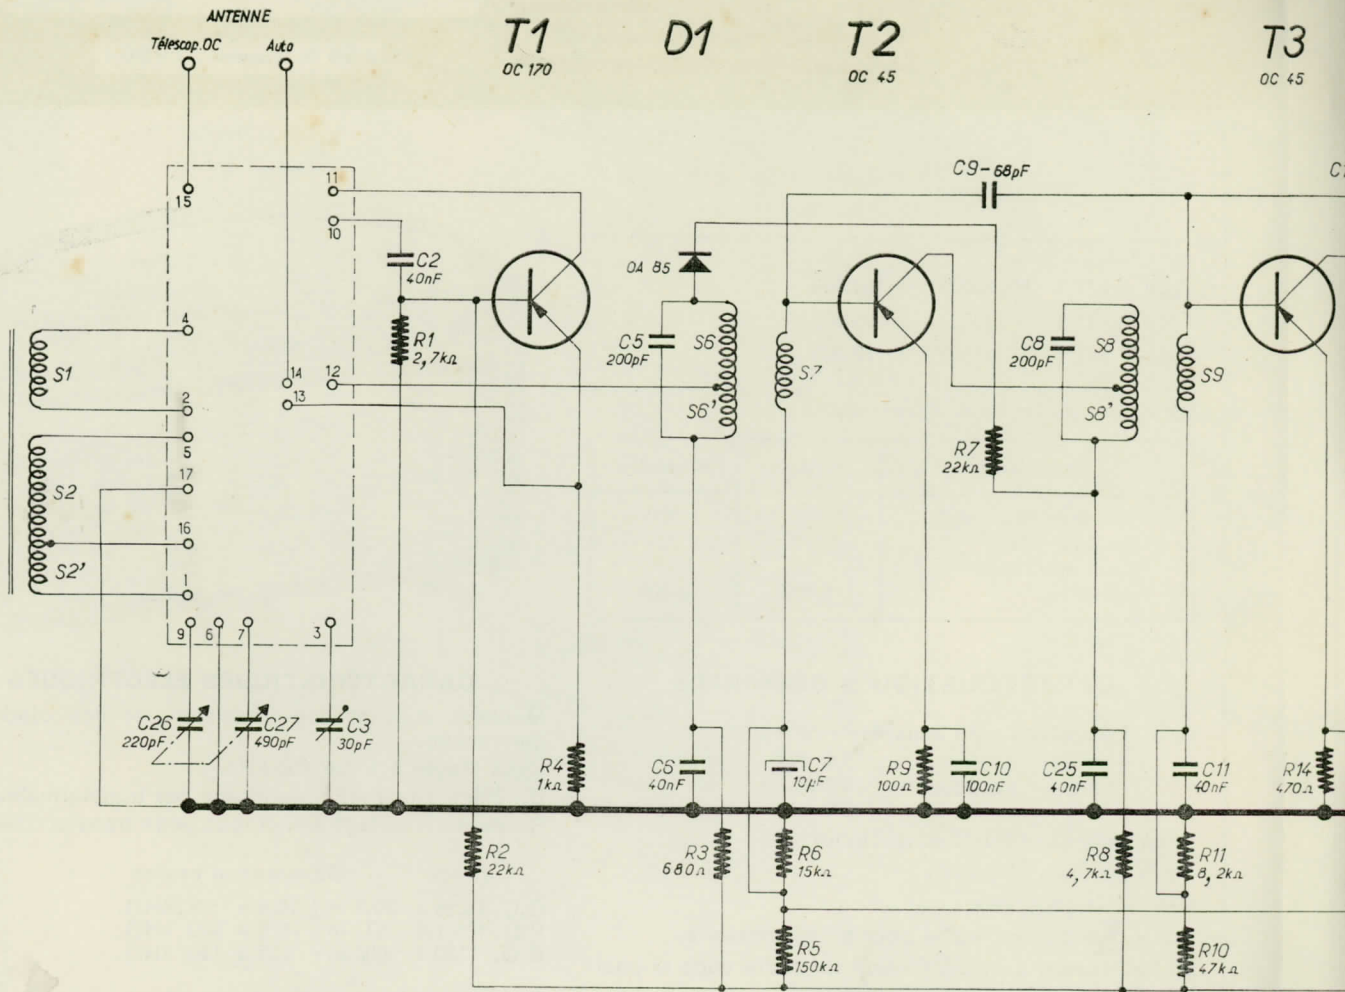 ANTENNE
Télescop.OC
Auto
T1
OC 170
D1
T2
OC 45
T3
OC 45
15
11
10
C2
40nF
C9-68pF
OA 85
4
S1
R1
2,7kΩ
C5
200pF
S6
S7
C8
200pF
S8
S9
14
12
13
2
S6'
S8'
5
R7
22kΩ
S2
17
16
S2'
1
9
6
7
3
C26
220pF
C27
490pF
C3
30pF
R4
1kΩ
C6
40nF
C7
10µF
R9
100Ω
C10
100nF
C25
40nF
C11
40nF
R14
470Ω
R2
22kΩ
R3
680Ω
R6
15kΩ
R8
4,7kΩ
R11
8,2kΩ
R5
150kΩ
R10
47kΩ